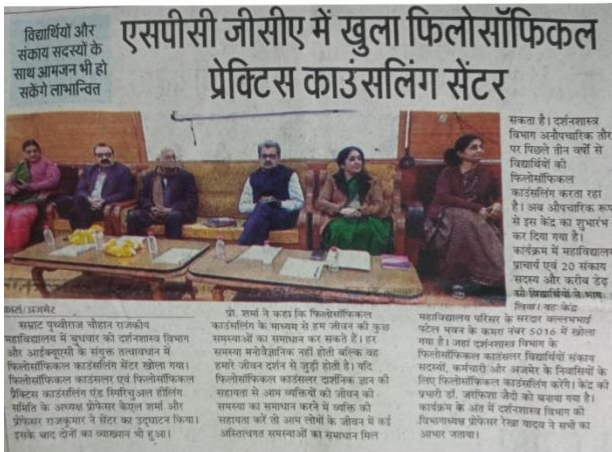 विद्यार्थियों और
संकाय सदस्यों के
साथ आमजन भी हो
सकेंगे लाभान्वित
एसपीसी जीसीए में खुला फिलोसॉफिकल
प्रेक्टिस काउंसलिंग सेंटर
कासं/अजमेर
सम्राट पृथ्वीराज चौहान राजकीय
महाविद्यालय में बुधवार को दर्शनशास्त्र विभाग
और आईक्यूएसी के संयुक्त तत्वावधान में
फिलोसॉफिकल काउंसलिंग सेंटर खोला गया।
फिलोसॉफिकल काउंसलर एवं फिलोसॉफिकल
प्रैक्टिस काउंसलिंग एंड स्पिरिचुअल हीलिंग
समिति के अध्यक्ष प्रोफेसर केएल शर्मा और
प्रोफेसर राजकुमार ने सेंटर का उद्घाटन किया।
इसके बाद दोनों का व्याख्यान भी हुआ।
प्रो. शर्मा ने कहा कि फिलोसॉफिकल
काउंसलिंग के माध्यम से हम जीवन की कुछ
समस्याओं का समाधान कर सकते हैं। हर
समस्या मनोवैज्ञानिक नहीं होती बल्कि वह
हमारे जीवन दर्शन से जुड़ी होती है। यदि
फिलोसॉफिकल काउंसलर दार्शनिक ज्ञान की
सहायता से आम व्यक्तियों की जीवन की
समस्या का समाधान करने में व्यक्ति की
सहायता करें तो आम लोगों के जीवन में कई
अस्तित्वगत समस्याओं का समाधान मिल
सकता है। दर्शनशास्त्र
विभाग अनौपचारिक तौर
पर पिछले तीन वर्षों से
विद्यार्थियों की
फिलोसॉफिकल
काउंसलिंग करता रहा
है। अब औपचारिक रूप
से इस केंद्र का शुभारंभ
कर दिया गया है।
कार्यक्रम में महाविद्यालय
प्राचार्य एवं 20 संकाय
सदस्य और करीब डेढ़
सौ विद्यार्थियों ने भाग
लिया। यह केंद्र
महाविद्यालय परिसर के सरदार वल्लभभाई
पटेल भवन के कमरा नंबर 5016 में खोला
गया है। जहां दर्शनशास्त्र विभाग के
फिलोसॉफिकल काउंसलर विद्यार्थियों संकाय
सदस्यों, कर्मचारी और अजमेर के निवासियों के
लिए फिलोसॉफिकल काउंसलिंग करेंगे। केंद्र की
प्रभारी डॉ. जरफिशा जैदी को बनाया गया है।
कार्यक्रम के अंत में दर्शनशास्त्र विभाग की
विभागाध्यक्ष प्रोफेसर रेखा यादव ने सभी का
आभार जताया।